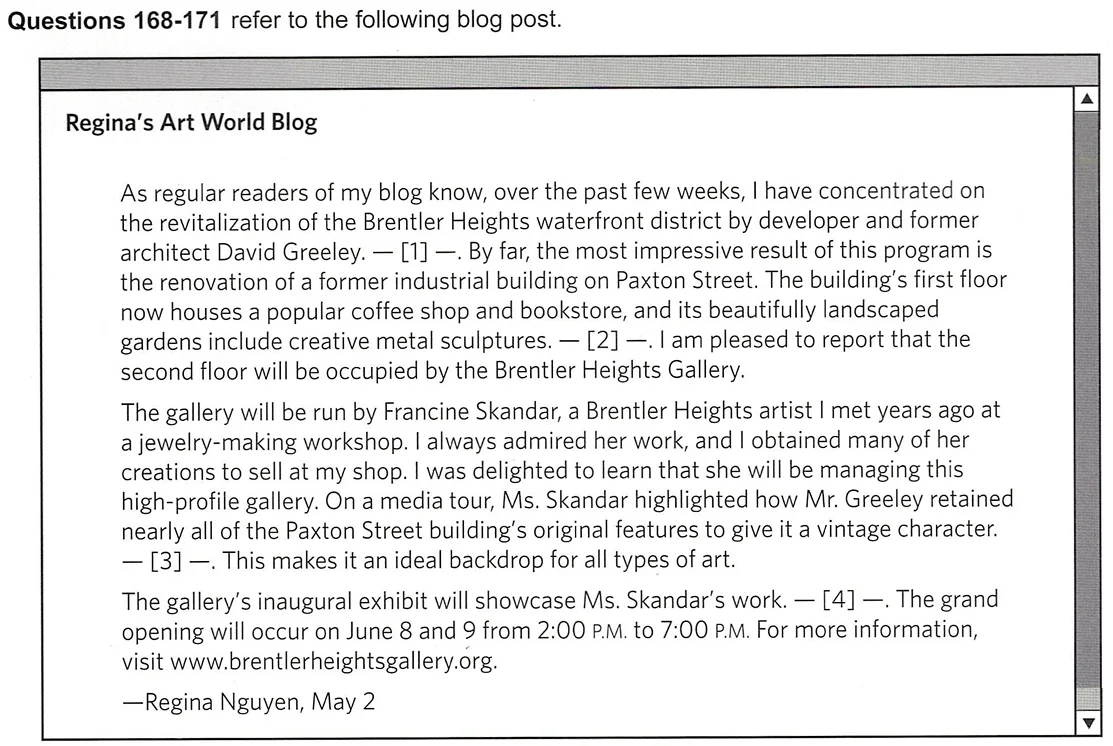 Questions 168-171 refer to the following blog post.
Regina's Art World Blog
As regular readers of my blog know, over the past few weeks, I have concentrated on
the revitalization of the Brentler Heights waterfront district by developer and former
architect David Greeley. — [1] —. By far, the most impressive result of this program is
the renovation of a former industrial building on Paxton Street. The building's first floor
now houses a popular coffee shop and bookstore, and its beautifully landscaped
gardens include creative metal sculptures. — [2] —. I am pleased to report that the
second floor will be occupied by the Brentler Heights Gallery.
The gallery will be run by Francine Skandar, a Brentler Heights artist I met years ago at
a jewelry-making workshop. I always admired her work, and I obtained many of her
creations to sell at my shop. I was delighted to learn that she will be managing this
high-profile gallery. On a media tour, Ms. Skandar highlighted how Mr. Greeley retained
nearly all of the Paxton Street building's original features to give it a vintage character.
— [3] —. This makes it an ideal backdrop for all types of art.
The gallery's inaugural exhibit will showcase Ms. Skandar's work. — [4] —. The grand
opening will occur on June 8 and 9 from 2:00 P.M. to 7:00 P.M. For more information,
visit www.brentlerheightsgallery.org.
—Regina Nguyen, May 2